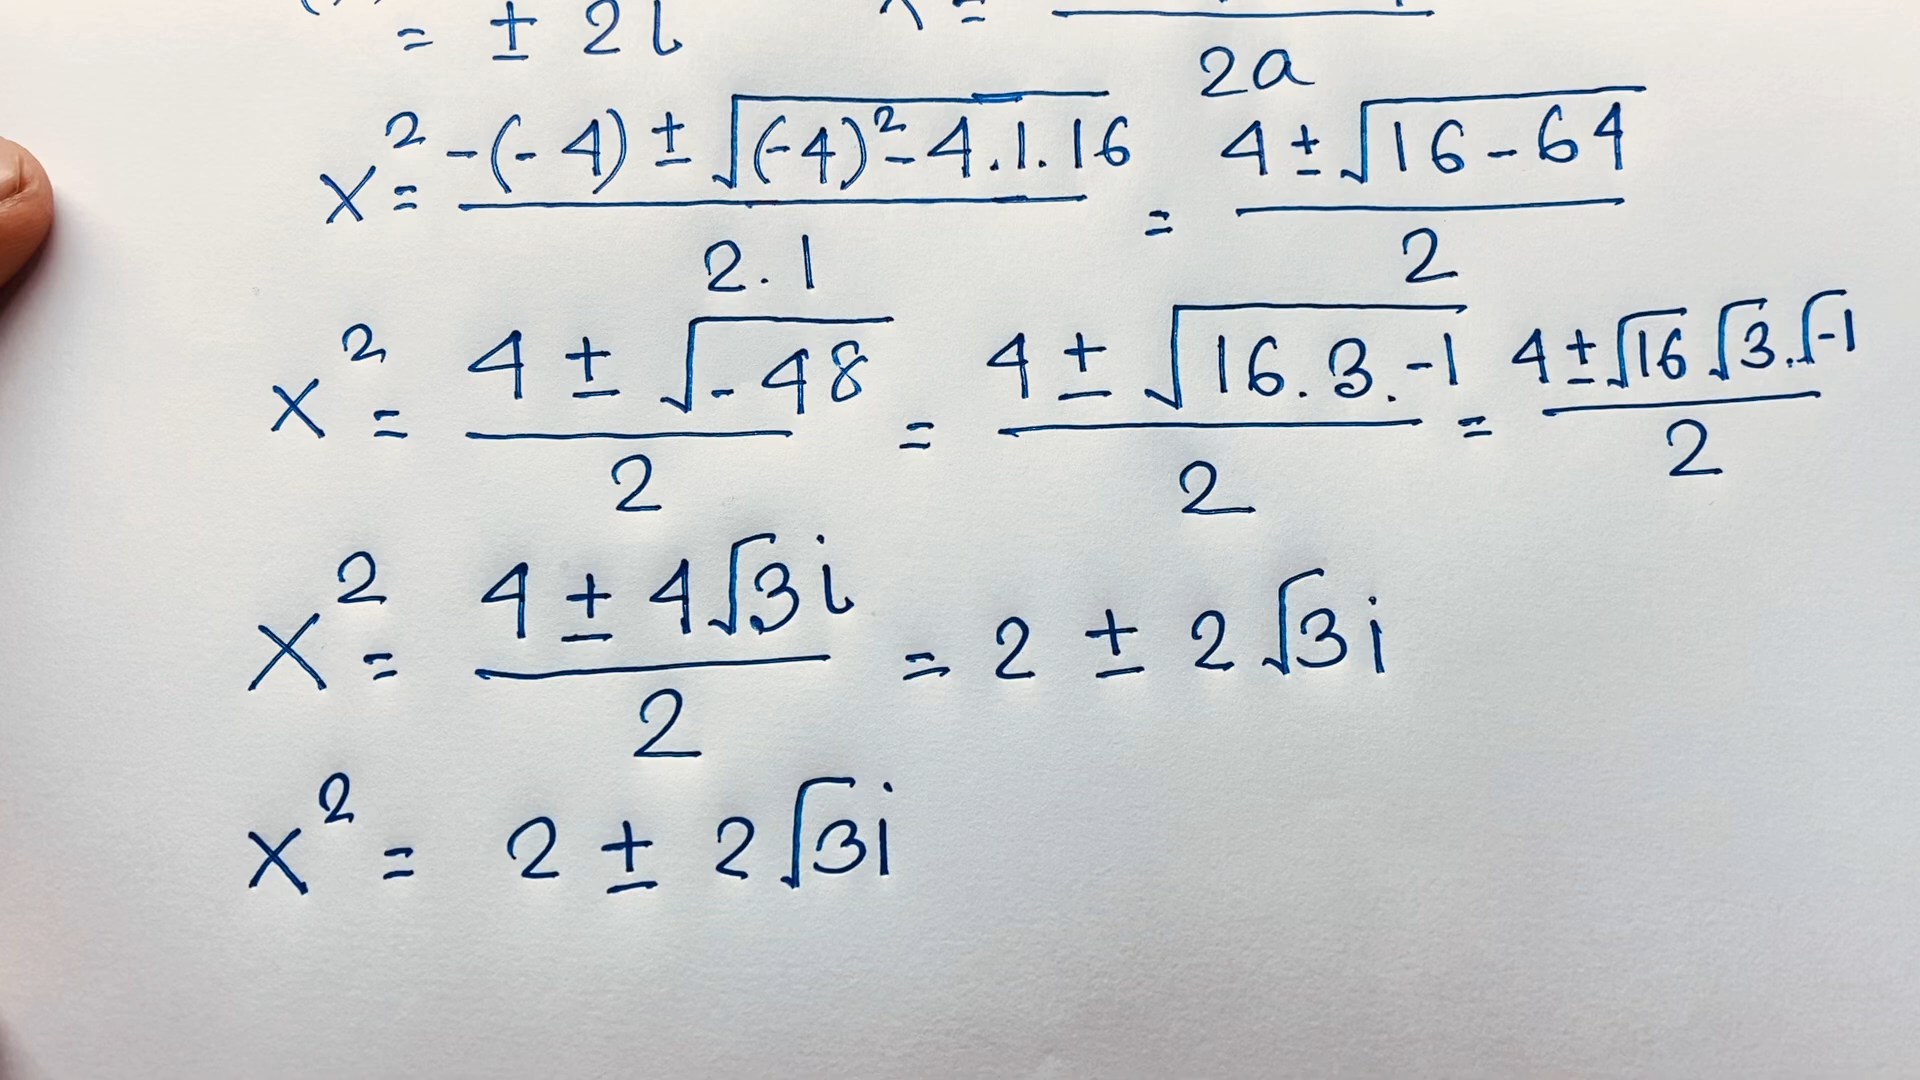 = ± 2i x =
2a
x² = -(-4) ± √(-4)² - 4.1.16 / 2.1 = 4 ± √16 - 64 / 2
x² = 4 ± √-48 / 2 = 4 ± √16.3.-1 / 2 = 4 ± √16 √3.√-1 / 2
x² = 4 ± 4√3i / 2 = 2 ± 2√3i
x² = 2 ± 2√3i